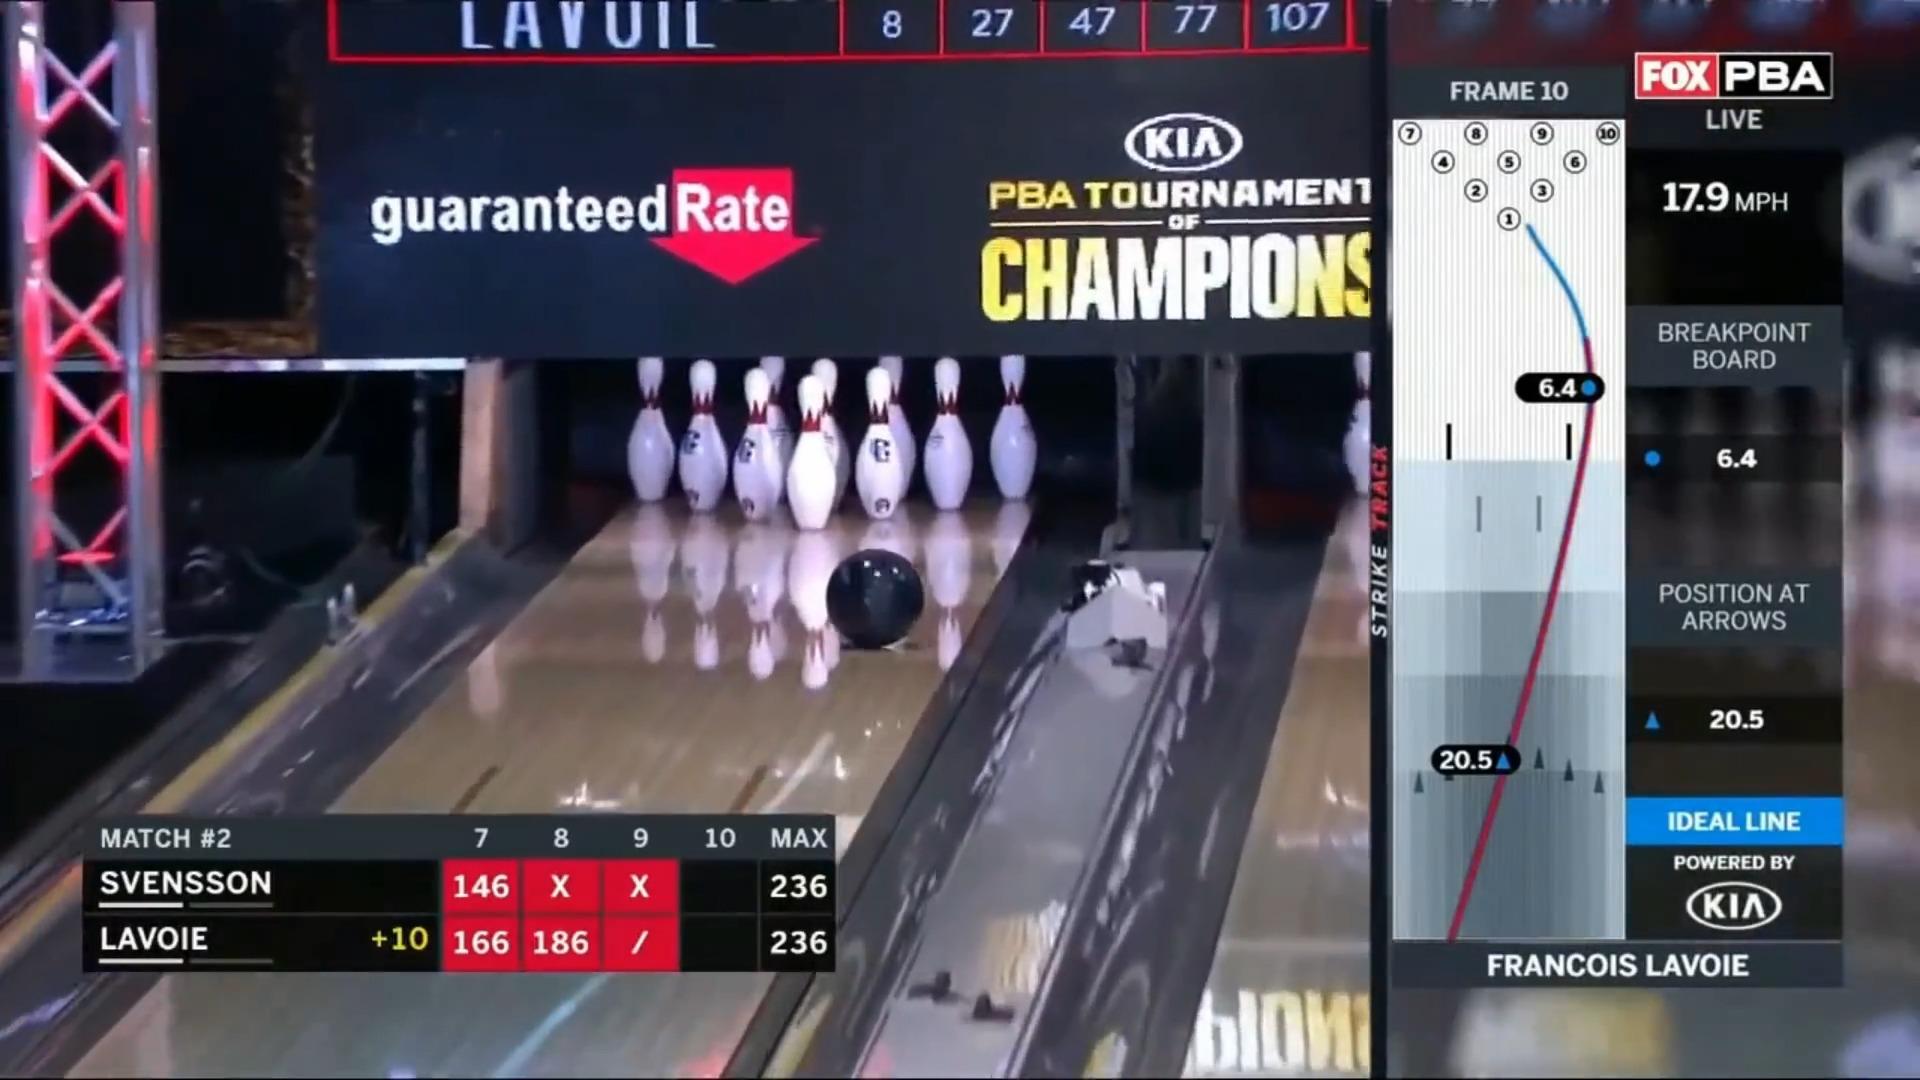 LAVOIE 8 27 47 77 107
guaranteed Rate
KIA
PBA TOURNAMENT
OF
CHAMPIONS
FRAME 10
7 8 9 10
4 5 6
2 3
1
6.4
20.5
STRIKE TRACK
FOX PBA
LIVE
17.9 MPH
BREAKPOINT
BOARD
6.4
POSITION AT
ARROWS
20.5
IDEAL LINE
POWERED BY
KIA
FRANCOIS LAVOIE
MATCH #2 7 8 9 10 MAX
SVENSSON 146 X X 236
LAVOIE +10 166 186 / 236